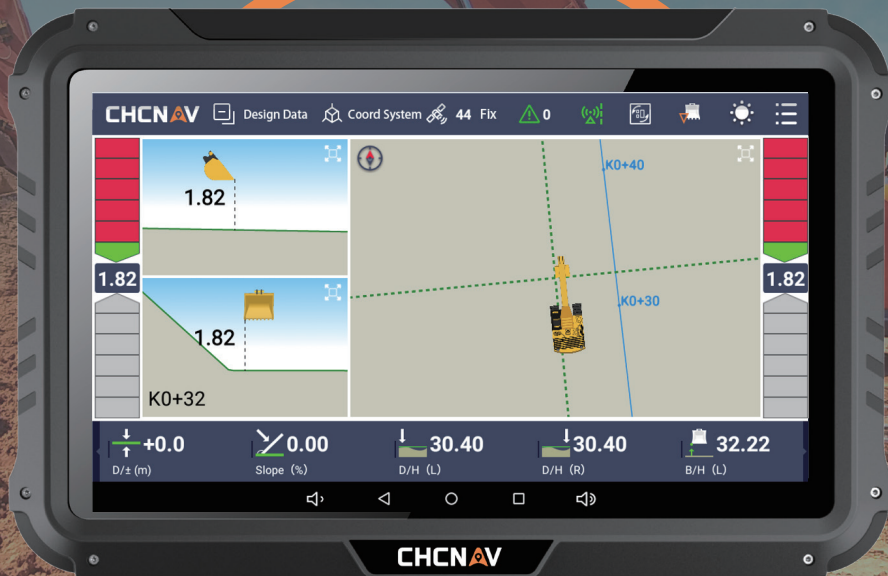 CHCNAV Design Data Coord System 44 Fix 0
1.82
1.82
K0+32
K0+40
K0+30
1.82
1.82
+0.0
D/± (m)
0.00
Slope (%)
30.40
D/H (L)
30.40
D/H (R)
32.22
B/H (L)
CHCNAV